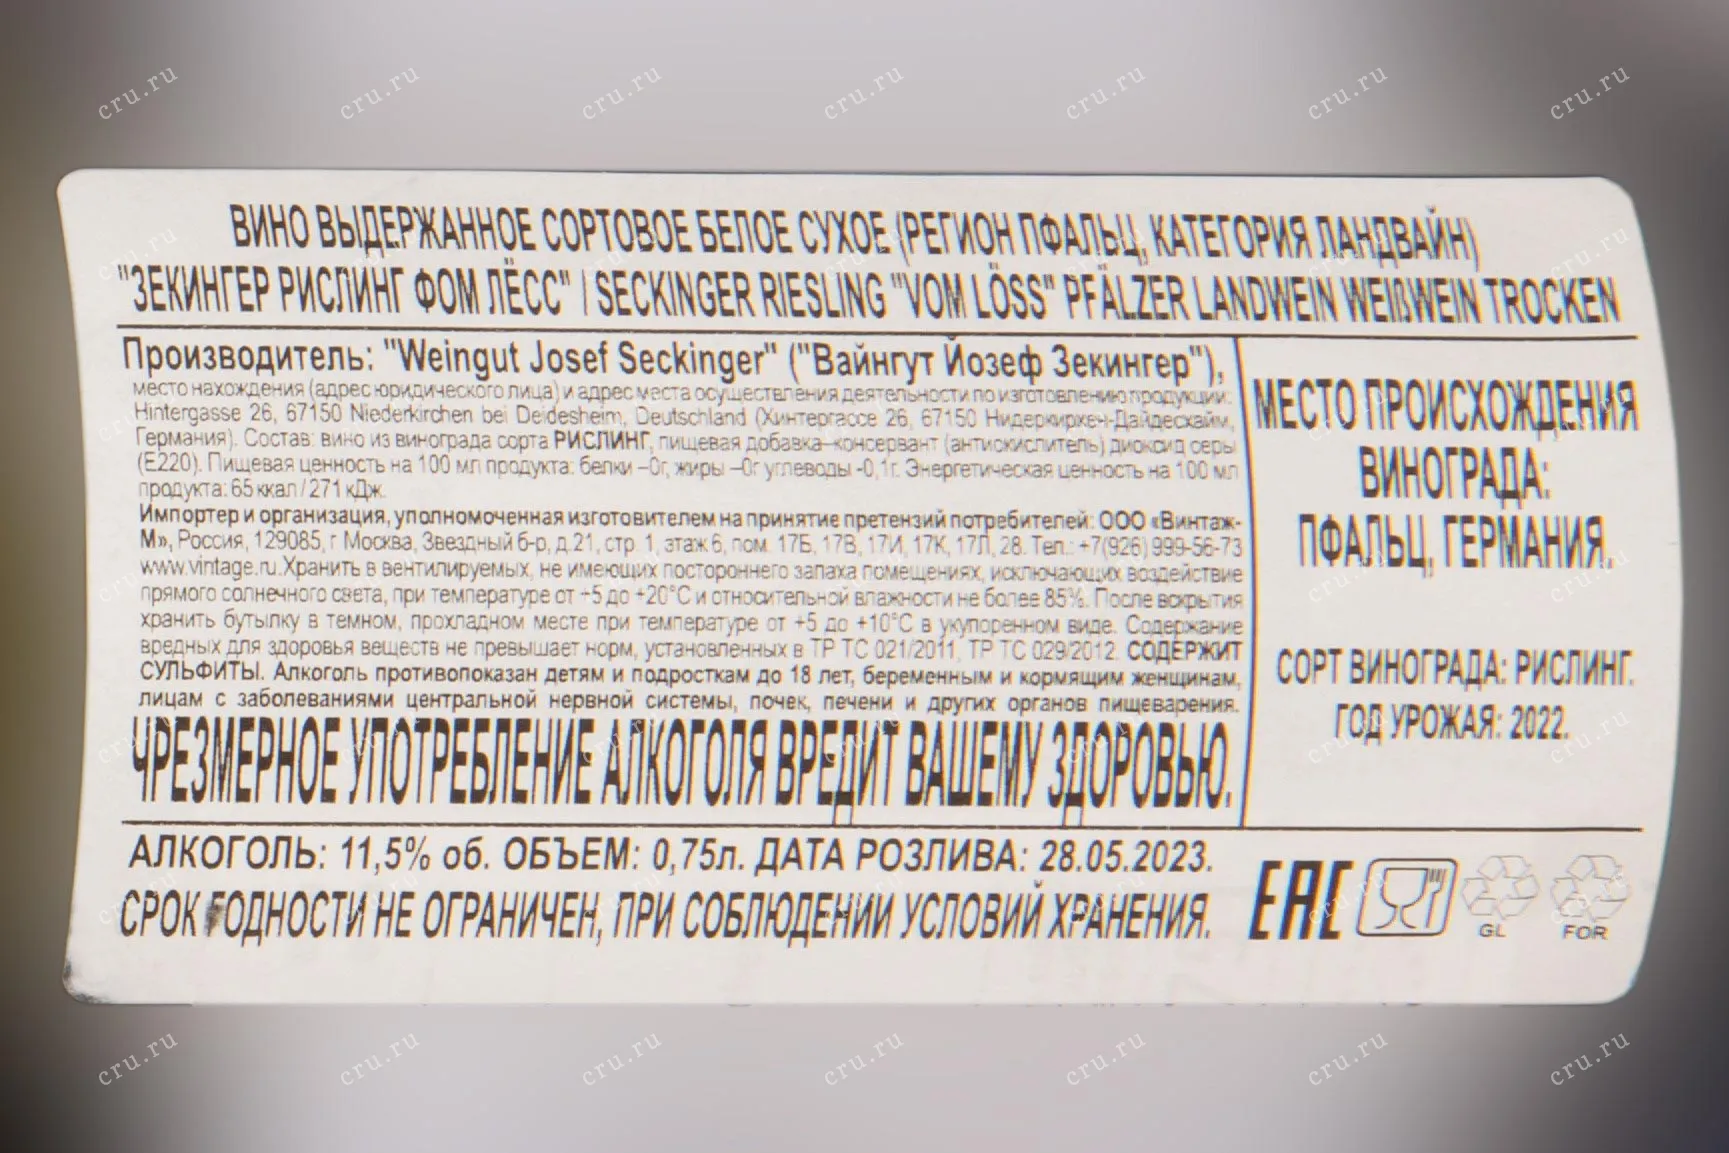 ВИНО ВЫДЕРЖАННОЕ СОРТОВОЕ БЕЛОЕ СУХОЕ (РЕГИОН ПФАЛЬЦ, КАТЕГОРИЯ ЛАНДВАЙН)
"ЗЕКИНГЕР РИСЛИНГ ФОМ ЛЁСС" | SECKINGER RIESLING "VOM LÖSS" PFÄLZER LANDWEIN WEIßWEIN TROCKEN
Производитель: "Weingut Josef Seckinger" ("Вайнгут Йозеф Зекингер"),
место нахождения (адрес юридического лица) и адрес места осуществления деятельности по изготовлению продукции:
Hintergasse 26, 67150 Niederkirchen bei Deidesheim, Deutschland (Хинтергассе 26, 67150 Нидеркирхен-Дайдесхайм,
Германия). Состав: вино из винограда сорта РИСЛИНГ, пищевая добавка–консервант (антиокислитель) диоксид серы
(Е220). Пищевая ценность на 100 мл продукта: белки –0г, жиры –0г углеводы -0,1г. Энергетическая ценность на 100 мл
продукта: 65 ккал / 271 кДж.
Импортер и организация, уполномоченная изготовителем на принятие претензий потребителей: ООО «Винтаж-
М», Россия, 129085, г Москва, Звездный б-р, д.21, стр. 1, этаж 6, пом. 17Б, 17В, 17И, 17К, 17Л, 28. Тел.: +7(926) 999-56-73
www.vintage.ru.Хранить в вентилируемых, не имеющих постороннего запаха помещениях, исключающих воздействие
прямого солнечного света, при температуре от +5 до +20°С и относительной влажности не более 85%. После вскрытия
хранить бутылку в темном, прохладном месте при температуре от +5 до +10°С в укупоренном виде. Содержание
вредных для здоровья веществ не превышает норм, установленных в ТР ТС 021/2011, ТР ТС 029/2012. СОДЕРЖИТ
СУЛЬФИТЫ. Алкоголь противопоказан детям и подросткам до 18 лет, беременным и кормящим женщинам,
лицам с заболеваниями центральной нервной системы, почек, печени и других органов пищеварения.
ЧРЕЗМЕРНОЕ УПОТРЕБЛЕНИЕ АЛКОГОЛЯ ВРЕДИТ ВАШЕМУ ЗДОРОВЬЮ.
МЕСТО ПРОИСХОЖДЕНИЯ
ВИНОГРАДА:
ПФАЛЬЦ, ГЕРМАНИЯ.
СОРТ ВИНОГРАДА: РИСЛИНГ.
ГОД УРОЖАЯ: 2022.
АЛКОГОЛЬ: 11,5% об. ОБЪЕМ: 0,75л. ДАТА РОЗЛИВА: 28.05.2023.
СРОК ГОДНОСТИ НЕ ОГРАНИЧЕН, ПРИ СОБЛЮДЕНИИ УСЛОВИЙ ХРАНЕНИЯ.
EAC
GL
FOR
cru.ru